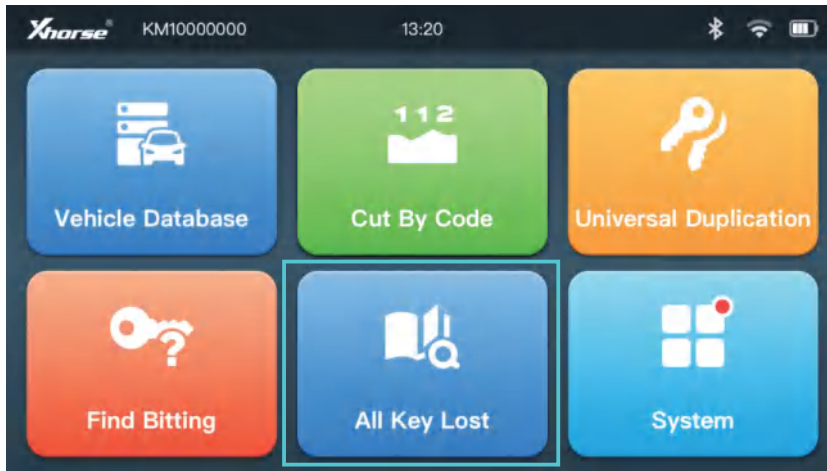 Xhorse® KM10000000 13:20
Vehicle Database
112
Cut By Code
Universal Duplication
?
Find Bitting
All Key Lost
System